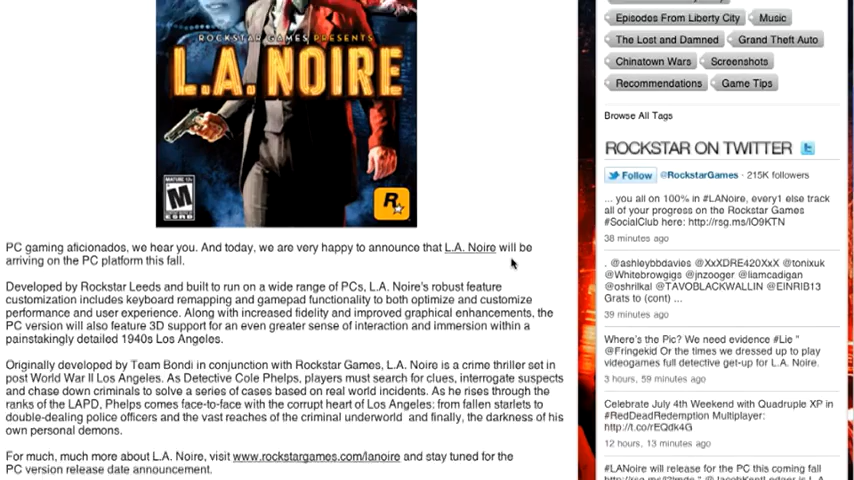 ROCKSTAR GAMES PRESENTS
L.A. NOIRE
MATURE 17+
M
ESRB
R
PC gaming aficionados, we hear you. And today, we are very happy to announce that L.A. Noire will be
arriving on the PC platform this fall.
Developed by Rockstar Leeds and built to run on a wide range of PCs, L.A. Noire's robust feature
customization includes keyboard remapping and gamepad functionality to both optimize and customize
performance and user experience. Along with increased fidelity and improved graphical enhancements, the
PC version will also feature 3D support for an even greater sense of interaction and immersion within a
painstakingly detailed 1940s Los Angeles.
Originally developed by Team Bondi in conjunction with Rockstar Games, L.A. Noire is a crime thriller set in
post World War II Los Angeles. As Detective Cole Phelps, players must search for clues, interrogate suspects
and chase down criminals to solve a series of cases based on real world incidents. As he rises through the
ranks of the LAPD, Phelps comes face-to-face with the corrupt heart of Los Angeles: from fallen starlets to
double-dealing police officers and the vast reaches of the criminal underworld and finally, the darkness of his
own personal demons.
For much, much more about L.A. Noire, visit www.rockstargames.com/lanoire and stay tuned for the
PC version release date announcement.
Episodes From Liberty City Music
The Lost and Damned Grand Theft Auto
Chinatown Wars Screenshots
Recommendations Game Tips
Browse All Tags
ROCKSTAR ON TWITTER
Follow @RockstarGames · 215K followers
... you all on 100% in #LANoire, every1 else track
all of your progress on the Rockstar Games
#SocialClub here: http://rsg.ms/lO9KTN
38 minutes ago
. @ashleybbdavies @XxXDRE420XxX @tonixuk
@Whitebrowgigs @jnzooger @liamcadigan
@oshrilkal @TAVOBLACKWALLIN @EINRIB13
Grats to (cont) ...
39 minutes ago
Where's the Pic? We need evidence #Lie "
@Fringekid Or the times we dressed up to play
videogames full detective get-up for L.A. Noire.
3 hours, 59 minutes ago
Celebrate July 4th Weekend with Quadruple XP in
#RedDeadRedemption Multiplayer:
http://t.co/rEQdk4G
12 hours, 13 minutes ago
#LANoire will release for the PC this coming fall